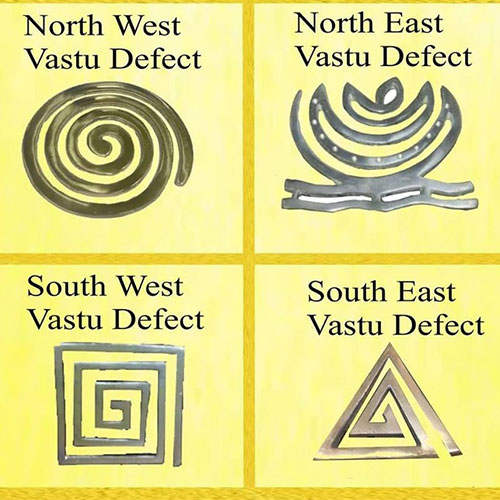 North West
Vastu Defect
North East
Vastu Defect
South West
Vastu Defect
South East
Vastu Defect